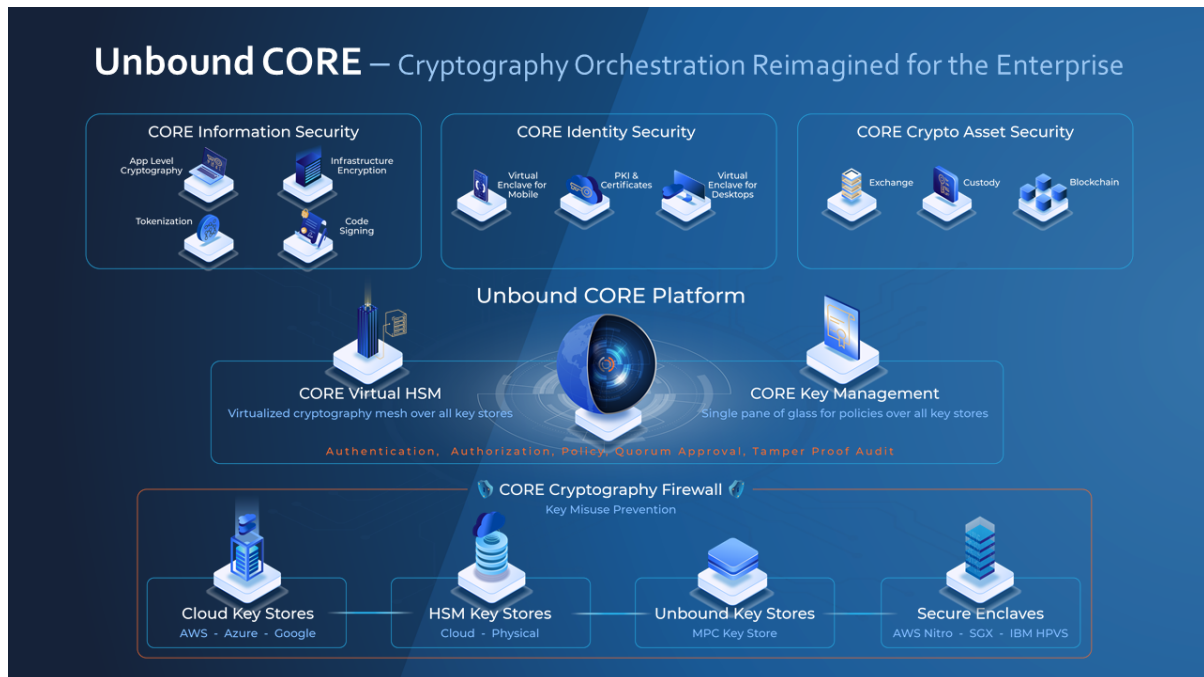 Unbound CORE – Cryptography Orchestration Reimagined for the Enterprise
CORE Information Security
App Level
Cryptography
Infrastructure
Encryption
Tokenization
Code
Signing
CORE Identity Security
Virtual
Enclave for
Mobile
PKI &
Certificates
Virtual
Enclave for
Desktops
CORE Crypto Asset Security
Exchange
Custody
Blockchain
Unbound CORE Platform
CORE Virtual HSM
Virtualized cryptography mesh over all key stores
CORE Key Management
Single pane of glass for policies over all key stores
Authentication, Authorization, Policy, Quorum Approval, Tamper Proof Audit
CORE Cryptography Firewall
Key Misuse Prevention
Cloud Key Stores
AWS - Azure - Google
HSM Key Stores
Cloud - Physical
Unbound Key Stores
MPC Key Store
Secure Enclaves
AWS Nitro - SGX - IBM HPVS